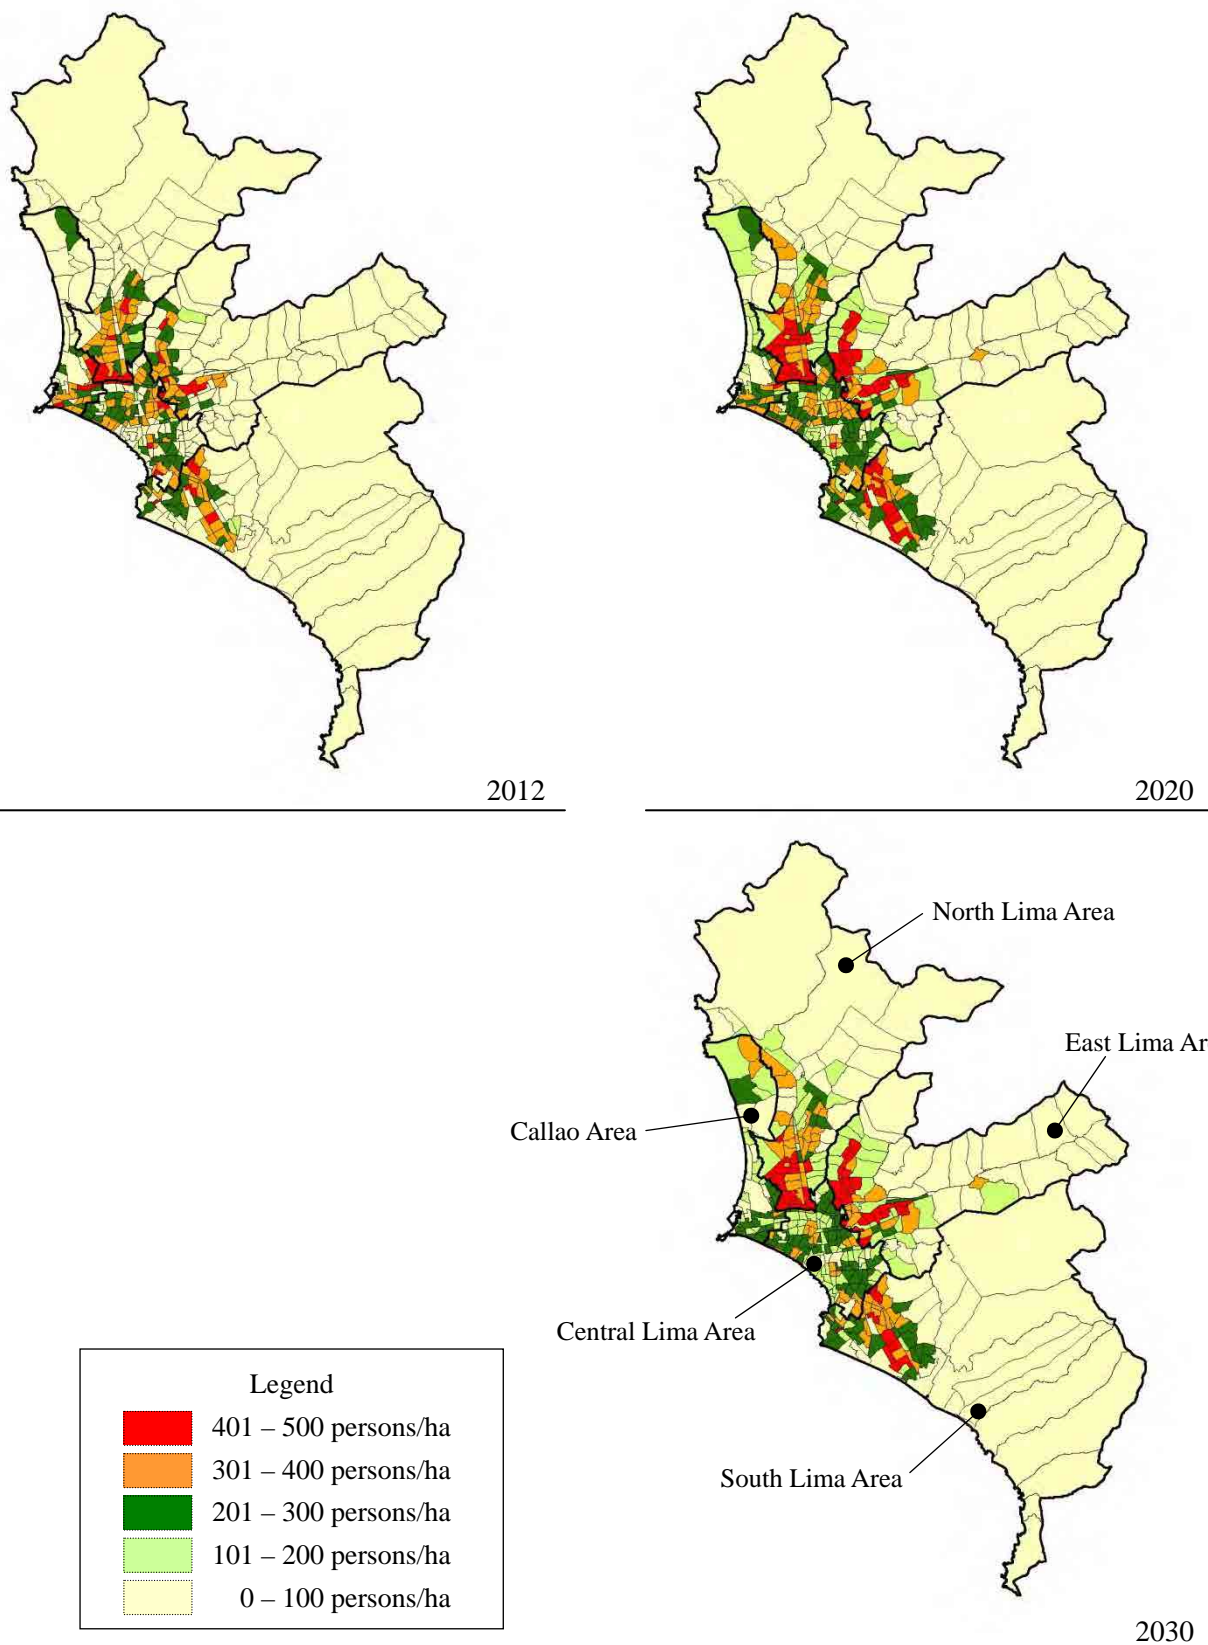 2012
2020
North Lima Area
East Lima Ar
Callao Area
Central Lima Area
South Lima Area
Legend
401 – 500 persons/ha
301 – 400 persons/ha
201 – 300 persons/ha
101 – 200 persons/ha
0 – 100 persons/ha
2030